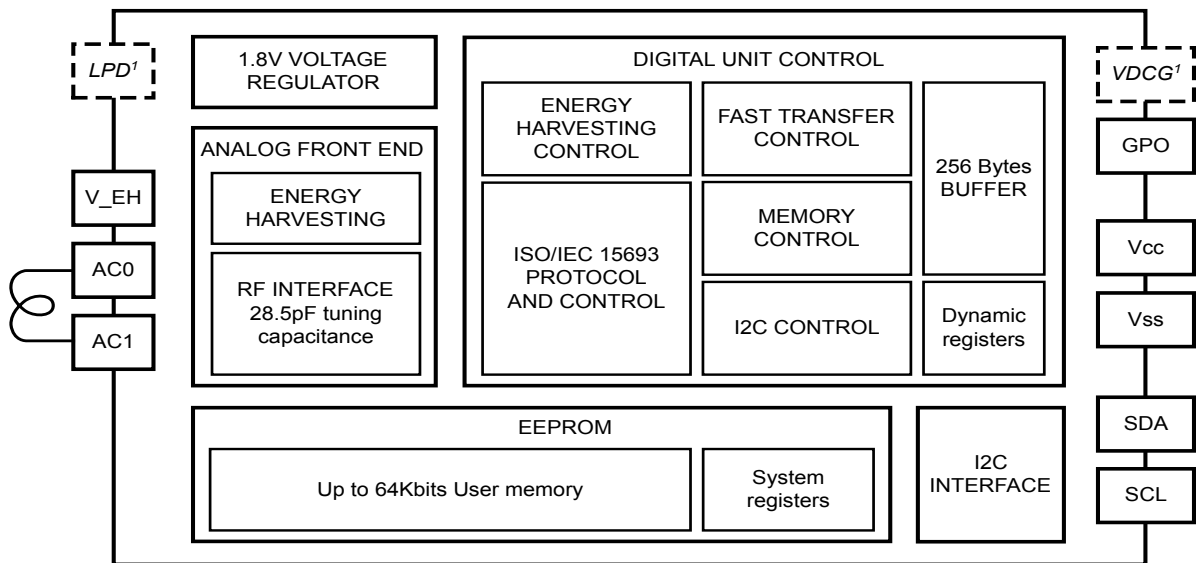 LPD¹
V_EH
AC0
AC1
1.8V VOLTAGE
REGULATOR
ANALOG FRONT END
ENERGY
HARVESTING
RF INTERFACE
28.5pF tuning
capacitance
DIGITAL UNIT CONTROL
ENERGY
HARVESTING
CONTROL
ISO/IEC 15693
PROTOCOL
AND CONTROL
FAST TRANSFER
CONTROL
MEMORY
CONTROL
I2C CONTROL
256 Bytes
BUFFER
Dynamic
registers
EEPROM
Up to 64Kbits User memory
System
registers
I2C
INTERFACE
VDCG¹
GPO
Vcc
Vss
SDA
SCL